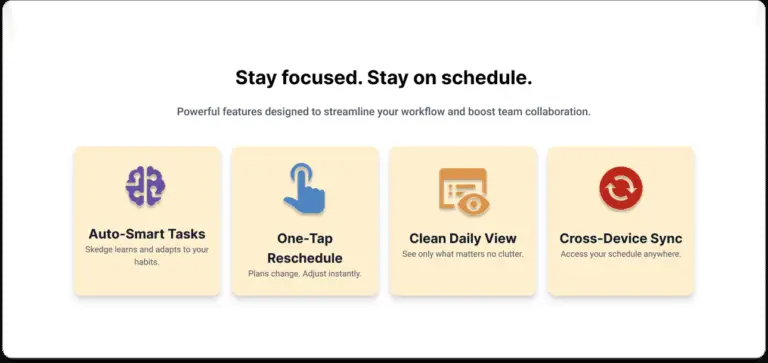 Stay focused. Stay on schedule.
Powerful features designed to streamline your workflow and boost team collaboration.
Auto-Smart Tasks
Skedge learns and adapts to your
habits.
One-Tap
Reschedule
Plans change. Adjust instantly.
Clean Daily View
See only what matters no clutter.
Cross-Device Sync
Access your schedule anywhere.